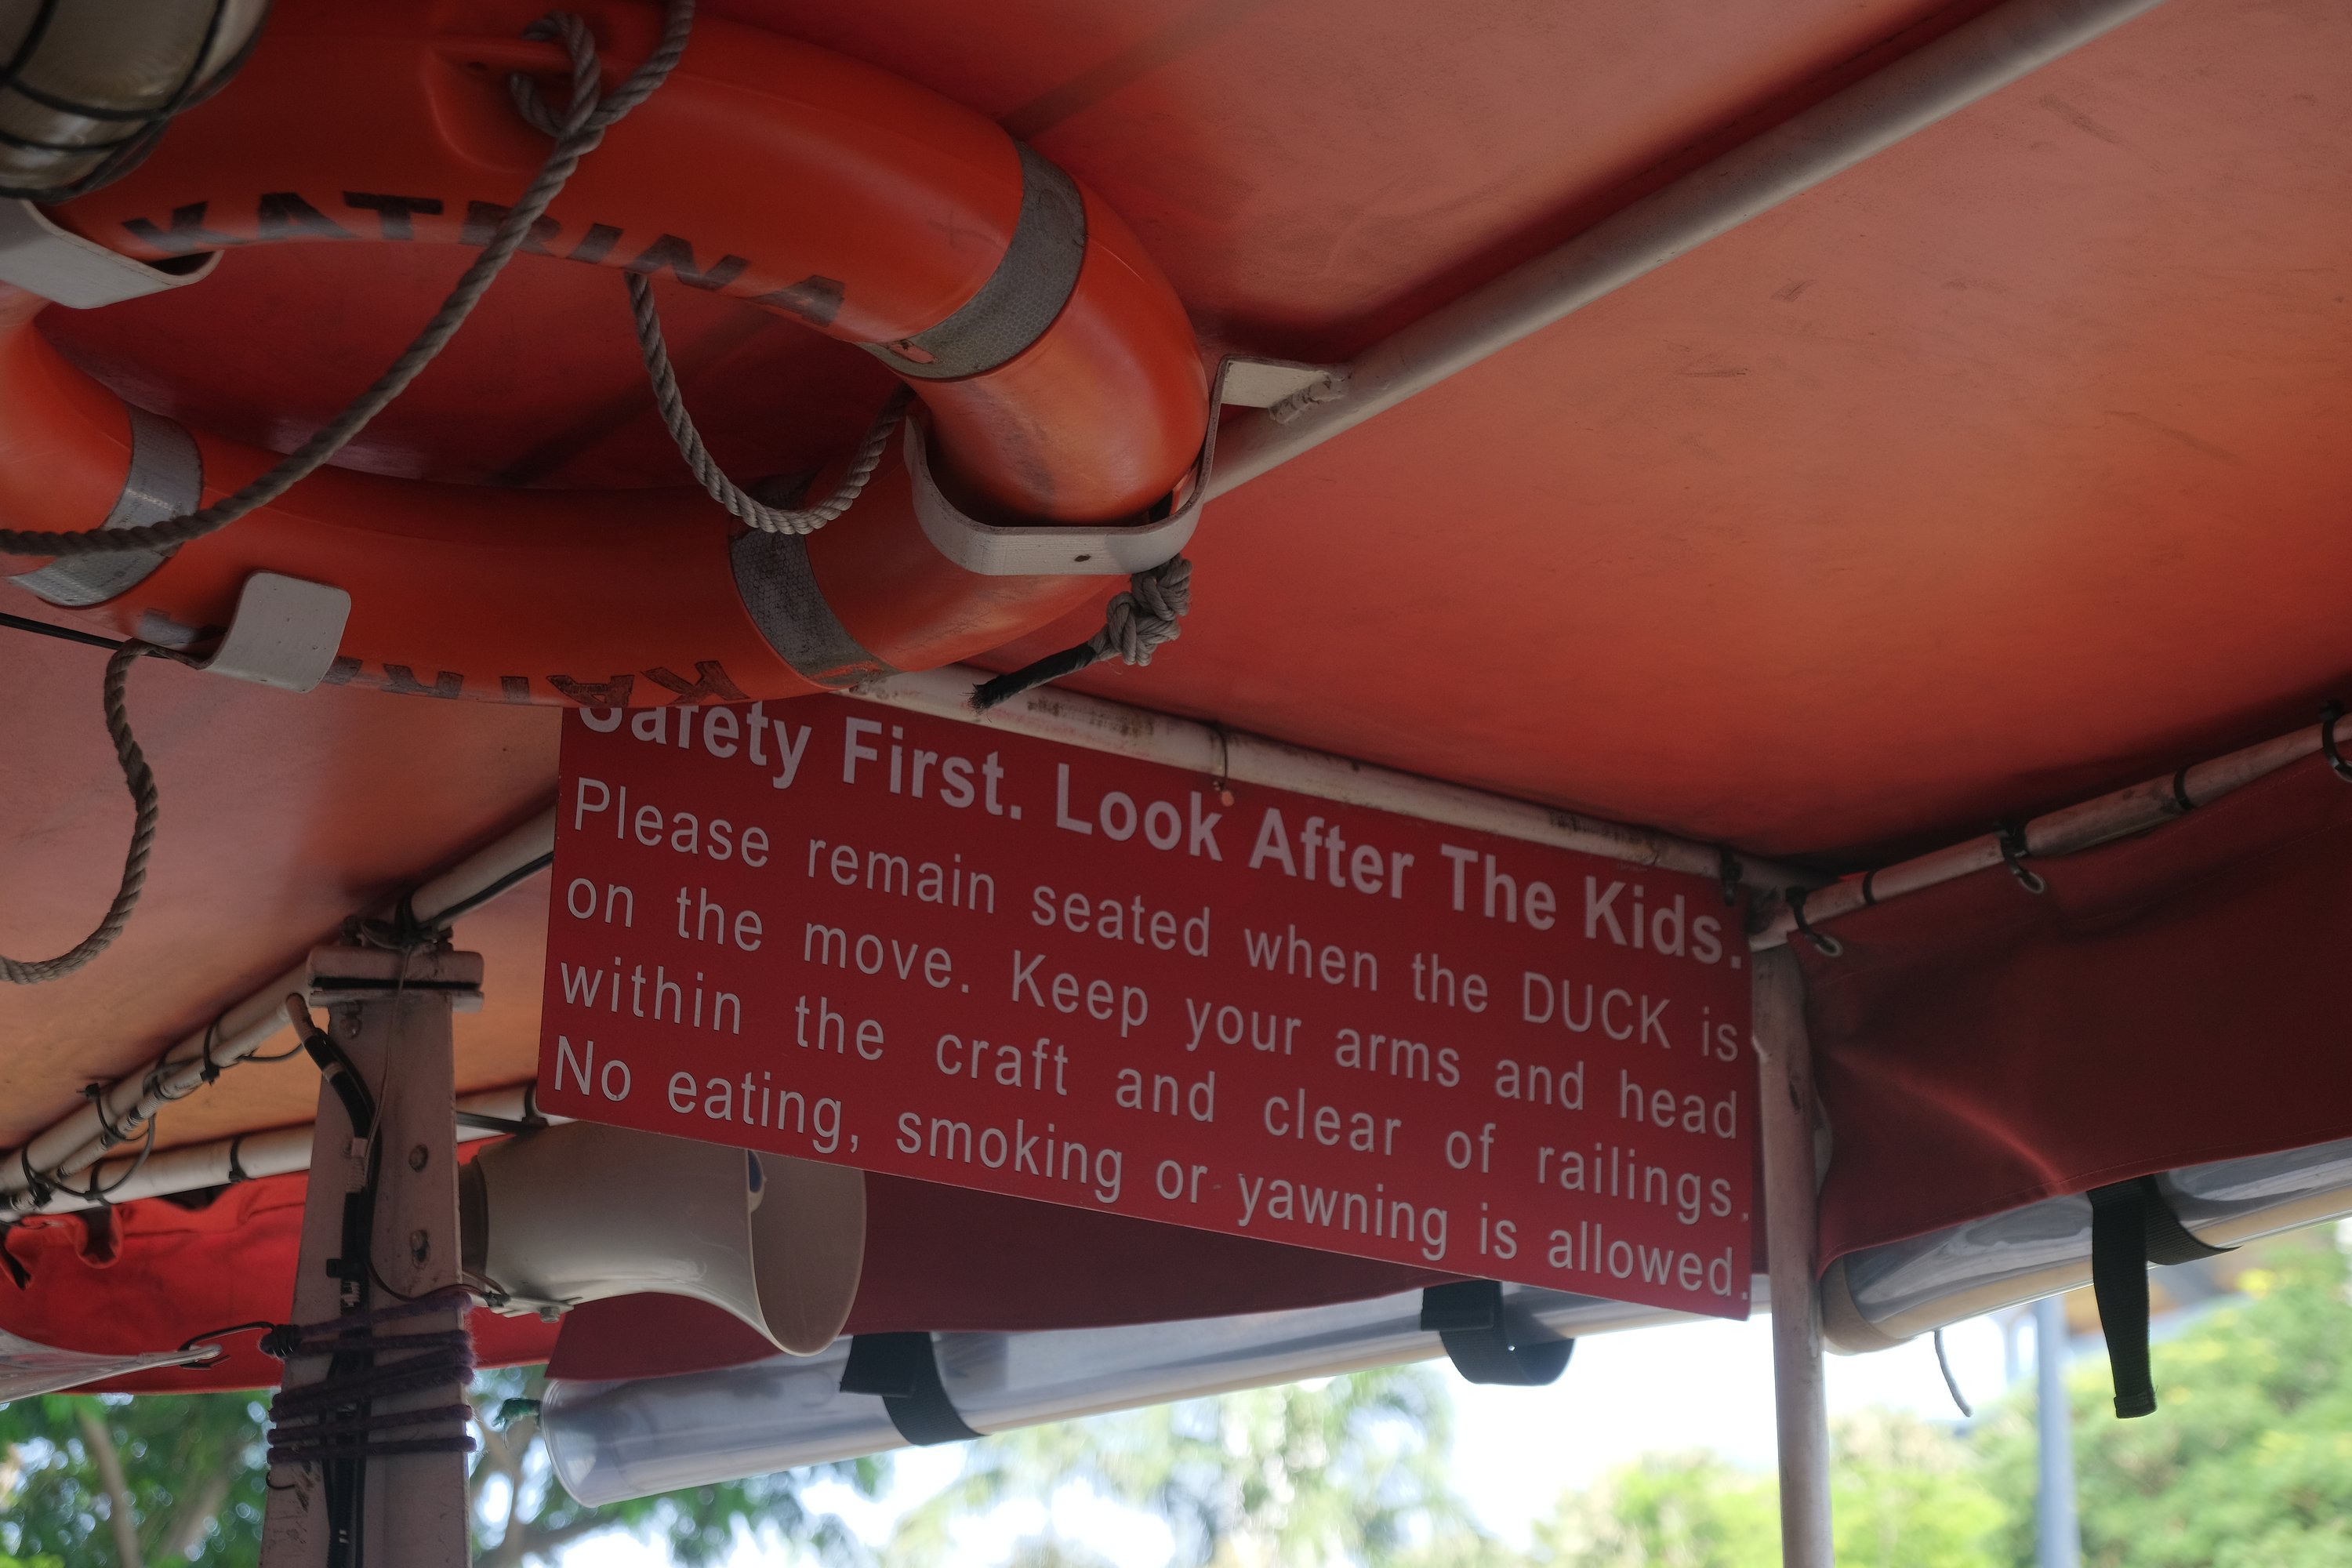 KATRINA
KATRI
Safety First. Look After The Kids.
Please remain seated when the DUCK is
on the move. Keep your arms and head
within the craft and clear of railings.
No eating, smoking or yawning is allowed.